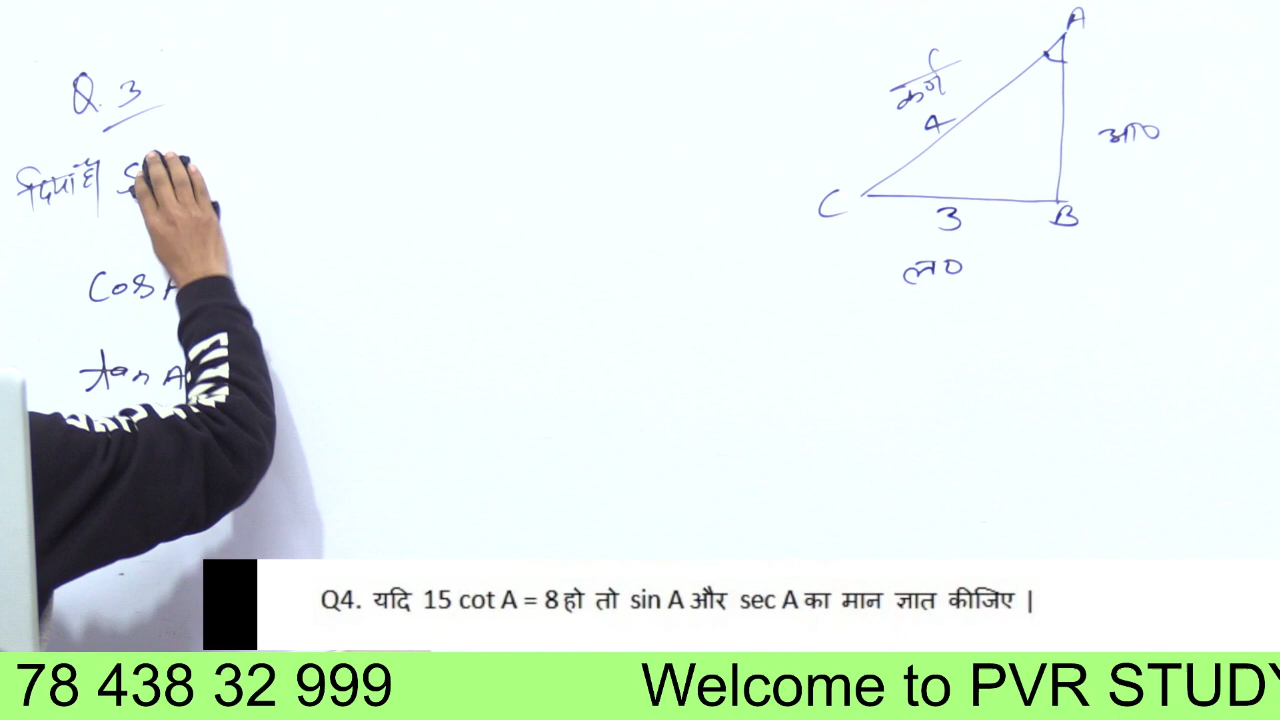 Q. 3
दिया है।
cos A
tan A
A
कर्ण
4
आ०
C
3
B
ल०
Q4. यदि 15 cot A = 8 हो तो sin A और sec A का मान ज्ञात कीजिए |
78 438 32 999
Welcome to PVR STUDY